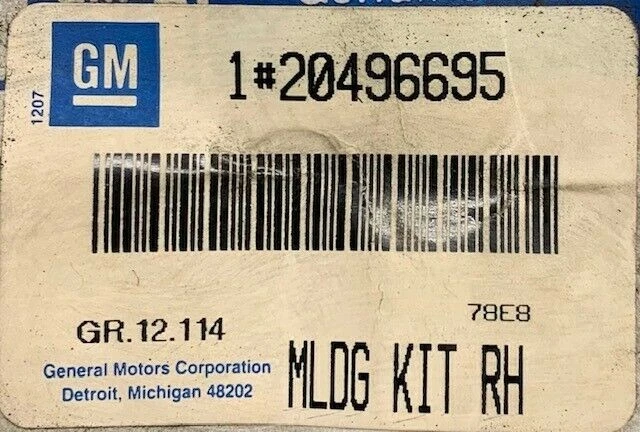 GM
1#20496695
1207
GR.12.114
78E8
General Motors Corporation
Detroit, Michigan 48202
MLDG KIT RH